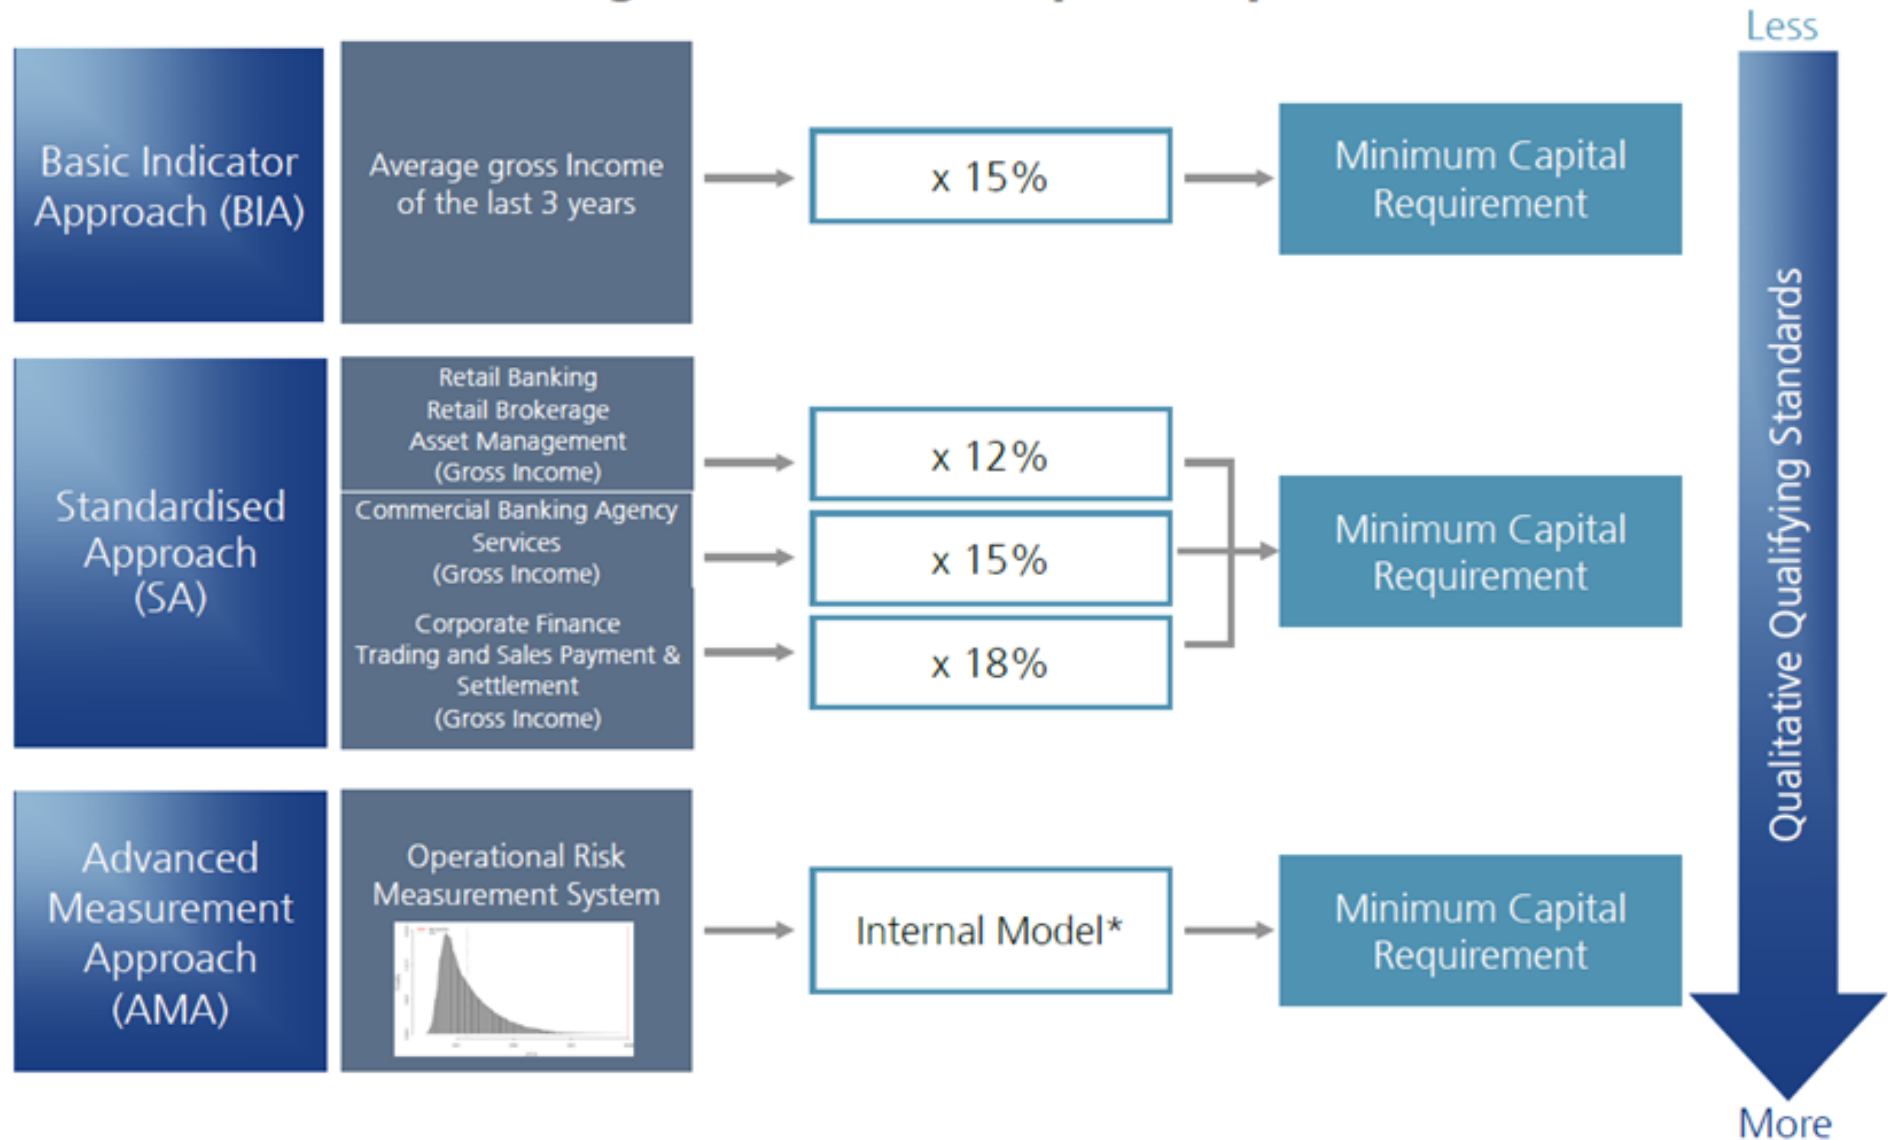 Less
Basic Indicator
Approach (BIA)
Average gross Income
of the last 3 years
x 15%
Minimum Capital
Requirement
Standardised
Approach
(SA)
Retail Banking
Retail Brokerage
Asset Management
(Gross Income)
Commercial Banking Agency
Services
(Gross Income)
Corporate Finance
Trading and Sales Payment &
Settlement
(Gross Income)
x 12%
x 15%
x 18%
Minimum Capital
Requirement
Advanced
Measurement
Approach
(AMA)
Operational Risk
Measurement System
Internal Model*
Minimum Capital
Requirement
Qualitative Qualifying Standards
More